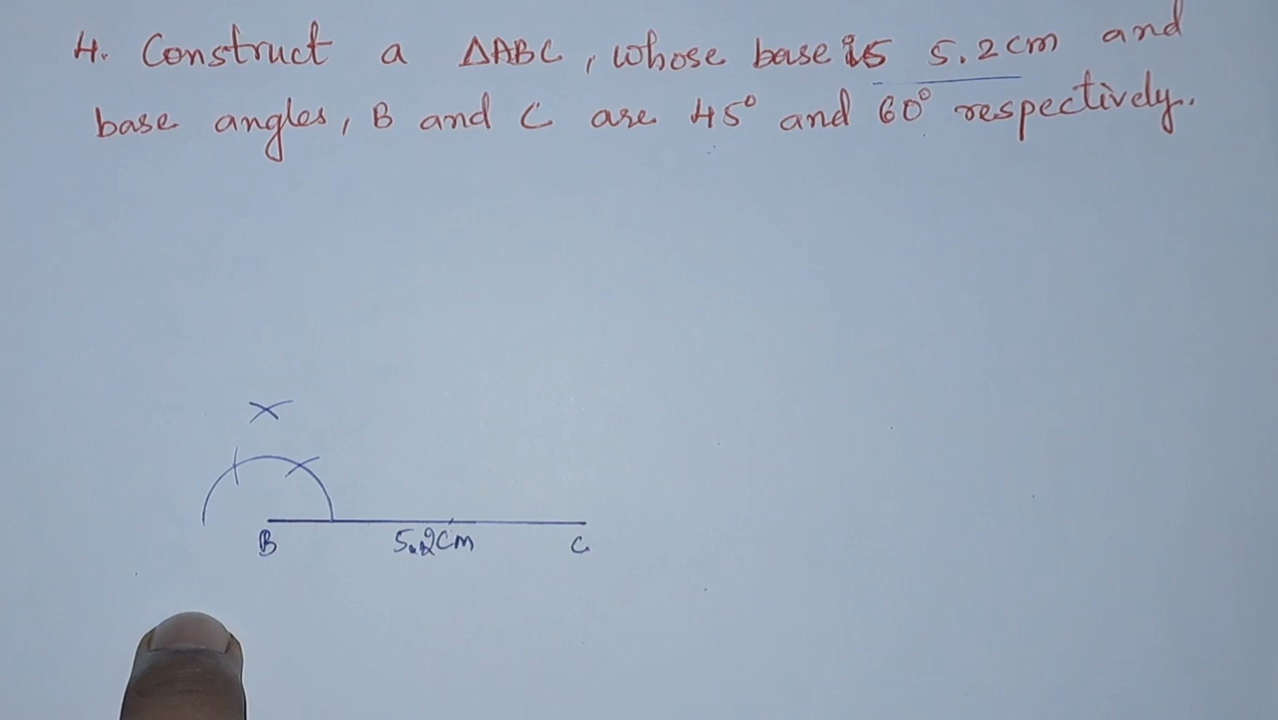 4. Construct a ΔABC, whose base is 5.2cm and
base angles, B and C are 45° and 60° respectively.
B 5.2cm C